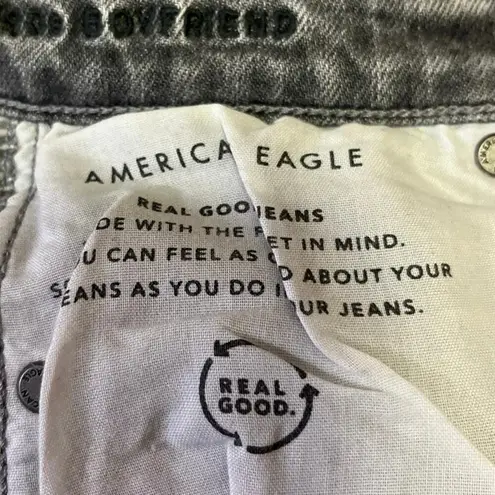 BOYFRIEND
AMERICA EAGLE
REAL GOO JEANS
DE WITH THE ET IN MIND.
U CAN FEEL AS ABOUT YOUR
EANS AS YOU DO UR JEANS.
REAL
GOOD.